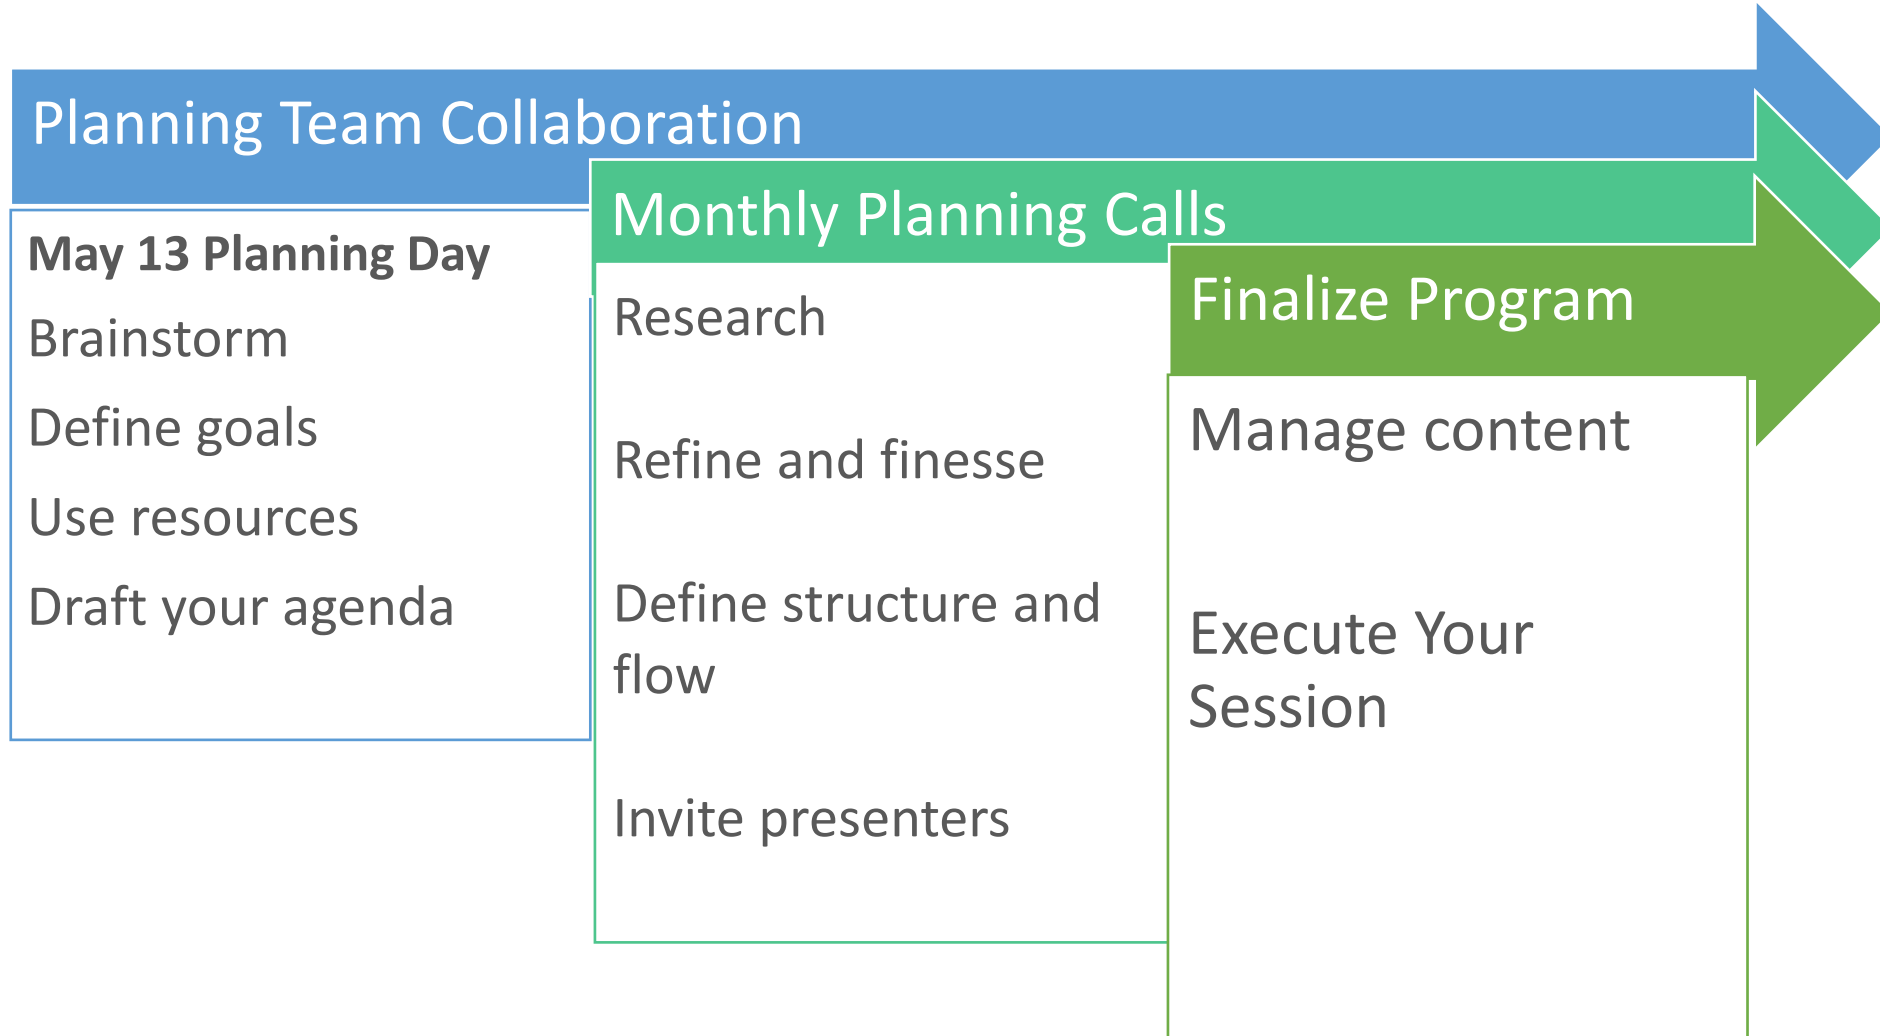 Planning Team Collaboration
May 13 Planning Day
Brainstorm
Define goals
Use resources
Draft your agenda
Monthly Planning Calls
Research
Refine and finesse
Define structure and
flow
Invite presenters
Finalize Program
Manage content
Execute Your
Session